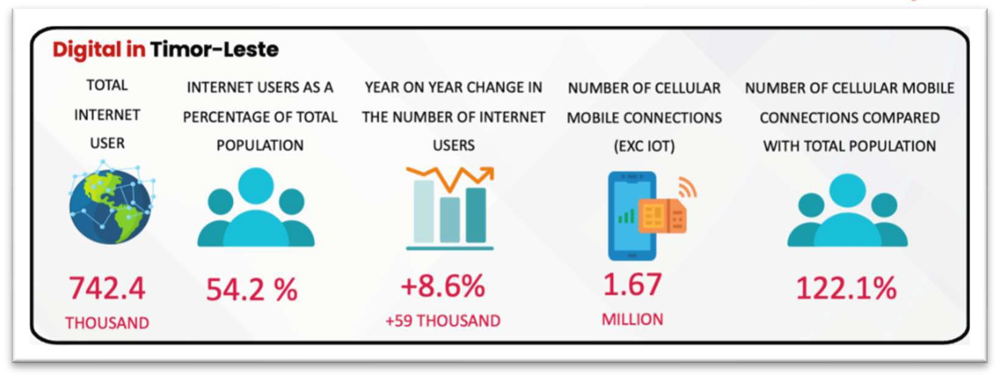 Digital in Timor-Leste
TOTAL
INTERNET
USER
742.4
THOUSAND
INTERNET USERS AS A
PERCENTAGE OF TOTAL
POPULATION
54.2 %
YEAR ON YEAR CHANGE IN
THE NUMBER OF INTERNET
USERS
+8.6%
+59 THOUSAND
NUMBER OF CELLULAR
MOBILE CONNECTIONS
(EXC IOT)
1.67
MILLION
NUMBER OF CELLULAR MOBILE
CONNECTIONS COMPARED
WITH TOTAL POPULATION
122.1%